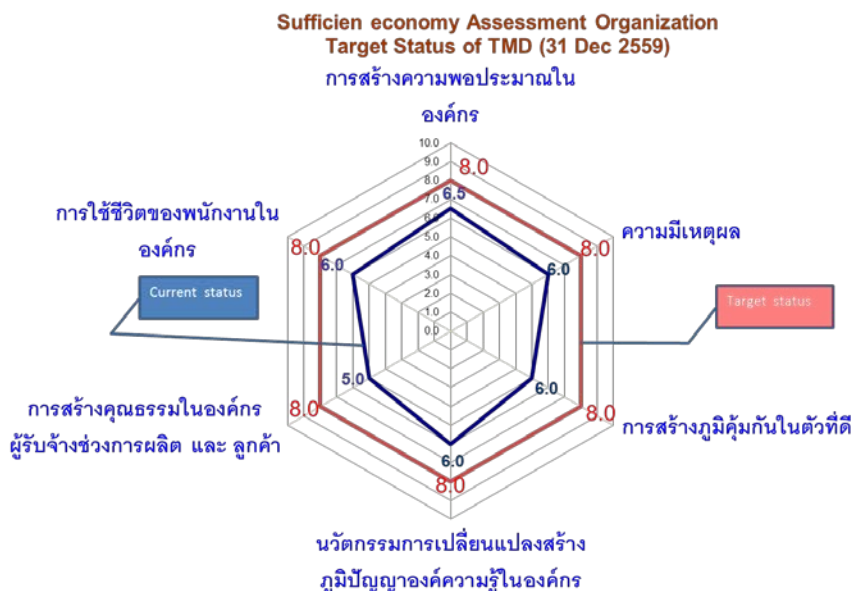 Sufficien economy Assessment Organization
Target Status of TMD (31 Dec 2559)
การสร้างความพอประมาณใน
องค์กร
10.0
9.0
8.0
7.0
6.0
5.0
4.0
3.0
2.0
1.0
0.0
8.0
6.5
การใช้ชีวิตของพนักงานใน
องค์กร
8.0
6.0
ความมีเหตุผล
8.0
6.0
Current status
Target status
การสร้างคุณธรรมในองค์กร
ผู้รับจ้างช่วงการผลิต และ ลูกค้า
8.0
5.0
การสร้างภูมิคุ้มกันในตัวที่ดี
8.0
6.0
6.0
8.0
นวัตกรรมการเปลี่ยนแปลงสร้าง
ภูมิปัญญาองค์ความรู้ในองค์กร